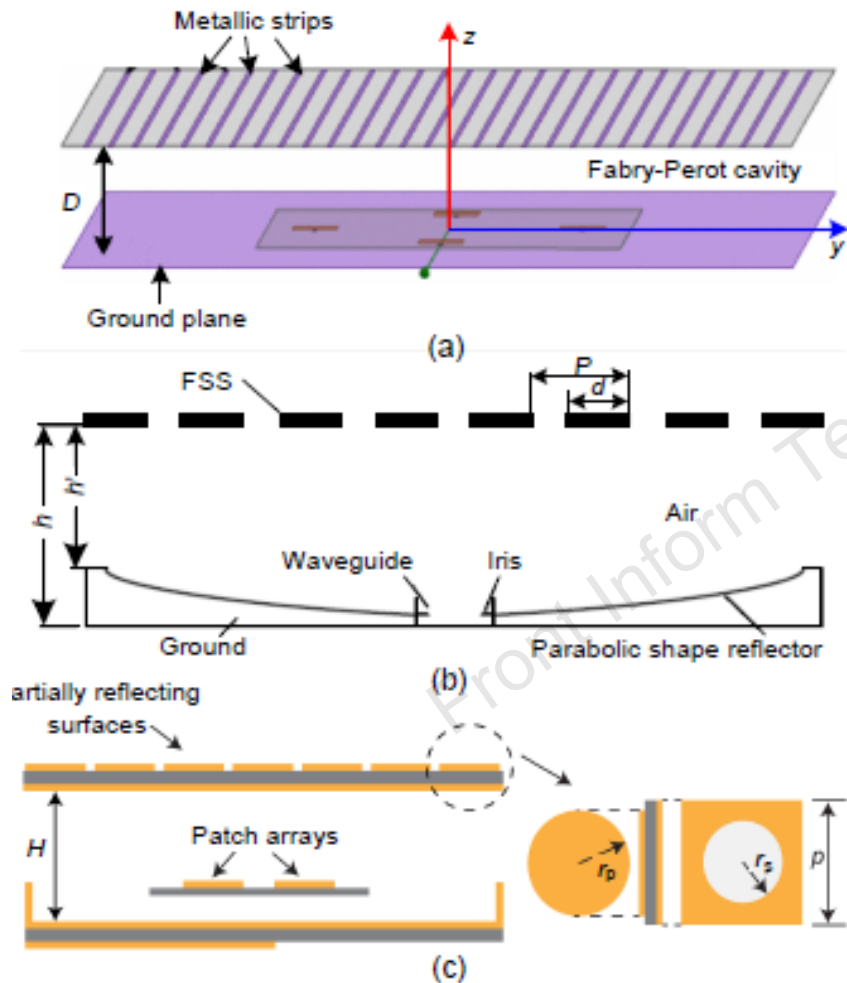 Metallic strips
z
Fabry-Perot cavity
D
y
Ground plane
(a)
FSS
P
d
h
h'
Air
Waveguide
Iris
Ground
Parabolic shape reflector
(b)
artially reflecting
surfaces
H
Patch arrays
rp
rs
p
(c)
Front Inform Te